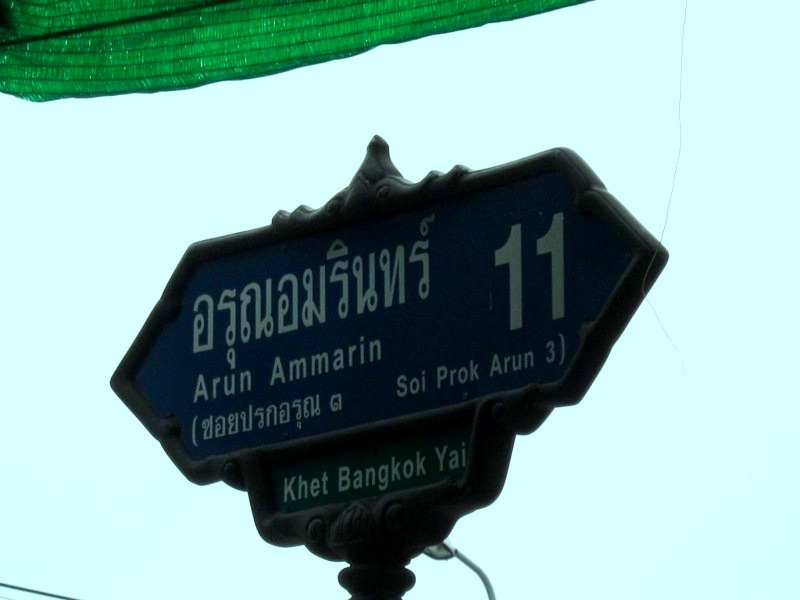 อรุณอมรินทร์ 11
Arun Ammarin
(ซอยปรกอรุณ ๓ Soi Prok Arun 3)
Khet Bangkok Yai